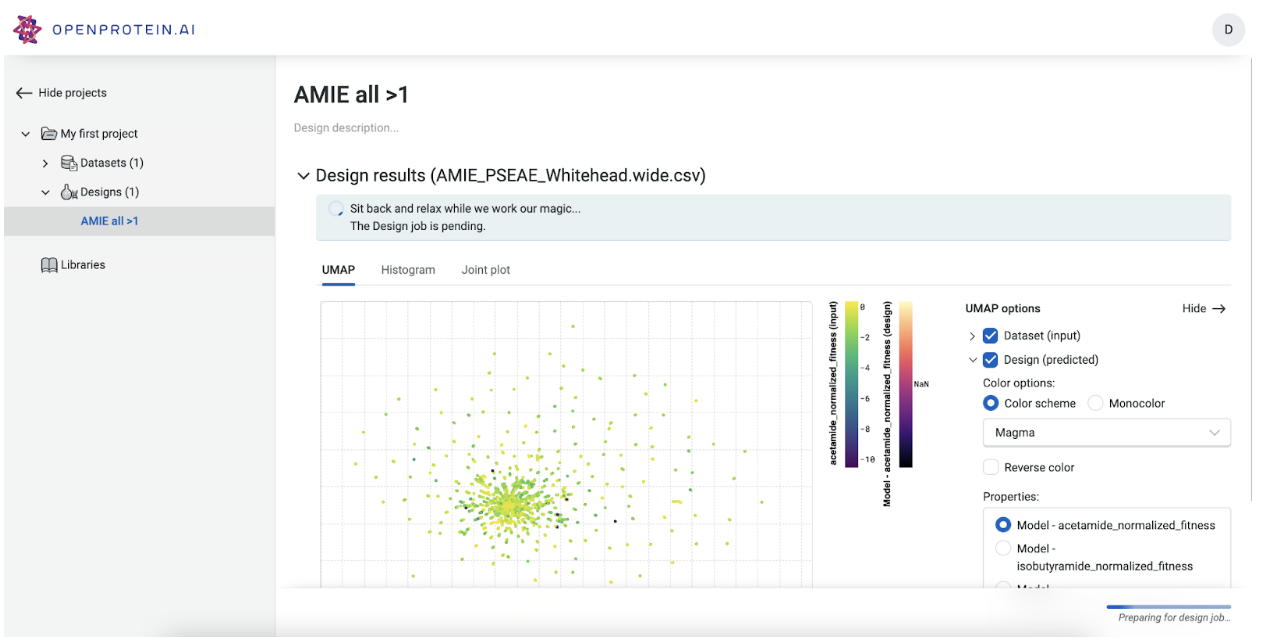 OPENPROTEIN.AI
D
Hide projects
My first project
Datasets (1)
Designs (1)
AMIE all >1
Libraries
AMIE all >1
Design description...
Design results (AMIE_PSEAE_Whitehead.wide.csv)
Sit back and relax while we work our magic...
The Design job is pending.
UMAP
Histogram
Joint plot
acetamide_normalized_fitness (input)
0
-2
-4
-6
-8
-10
Model - acetamide_normalized_fitness (design)
NaN
UMAP options
Hide
Dataset (input)
Design (predicted)
Color options:
Color scheme
Monocolor
Magma
Reverse color
Properties:
Model - acetamide_normalized_fitness
Model -
isobutyramide_normalized_fitness
Model
Preparing for design job...